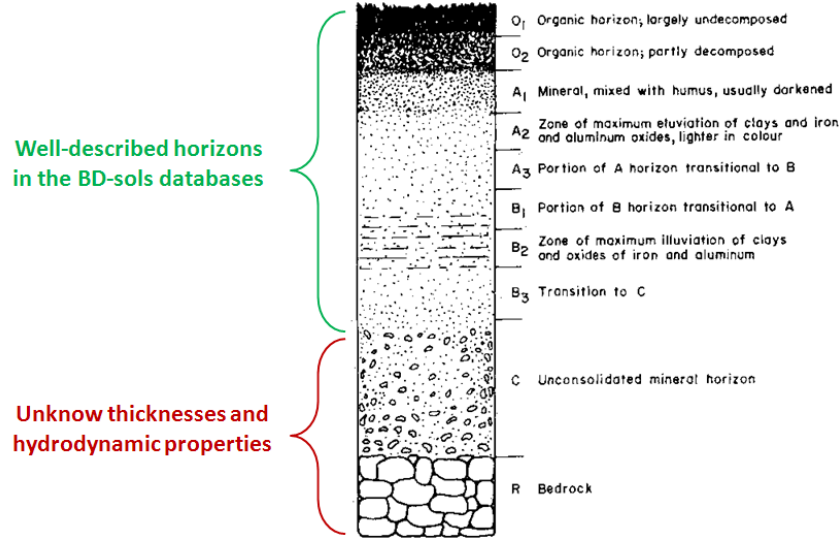 O1 Organic horizon; largely undecomposed
O2 Organic horizon; partly decomposed
A1 Mineral, mixed with humus, usually darkened
A2 Zone of maximum eluviation of clays and iron
and aluminum oxides, lighter in colour
Well-described horizons
in the BD-sols databases
A3 Portion of A horizon transitional to B
B1 Portion of B horizon transitional to A
B2 Zone of maximum illuviation of clays
and oxides of iron and aluminum
B3 Transition to C
C Unconsolidated mineral horizon
Unknow thicknesses and
hydrodynamic properties
R Bedrock